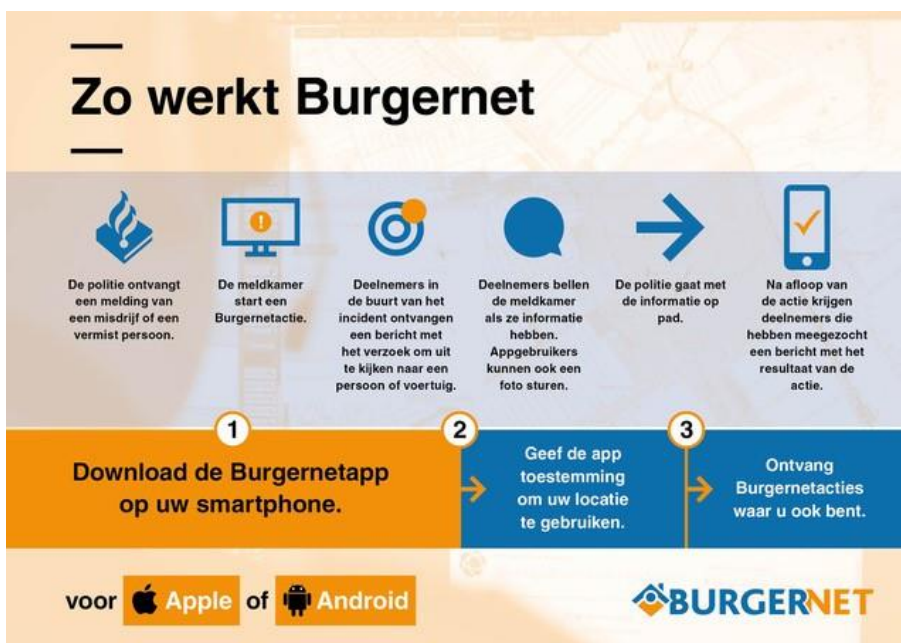 Zo werkt Burgernet
De politie ontvangt
een melding van
een misdrijf of een
vermist persoon.
De meldkamer
start een
Burgernetactie.
Deelnemers in
de buurt van het
incident ontvangen
een bericht met
het verzoek om uit
te kijken naar een
persoon of voertuig.
Deelnemers bellen
de meldkamer
als ze informatie
hebben.
Appgebruikers
kunnen ook een
foto sturen.
De politie gaat met
de informatie op
pad.
Na afloop van
de actie krijgen
deelnemers die
hebben meegezocht
een bericht met het
resultaat van de
actie.
1
Download de Burgernetapp
op uw smartphone.
2
Geef de app
toestemming
om uw locatie
te gebruiken.
3
Ontvang
Burgernetacties
waar u ook bent.
voor Apple of Android
BURGERNET